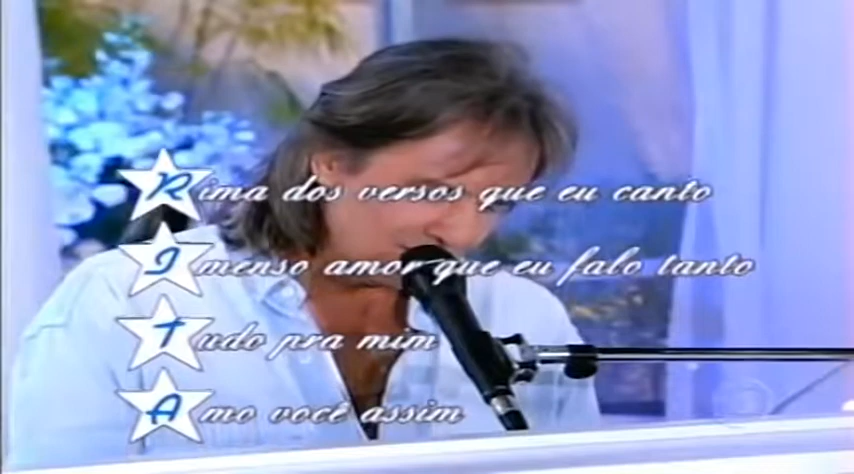 Rima dos versos que eu canto
Imenso amor que eu falo tanto
Tudo pra mim
Amo você assim